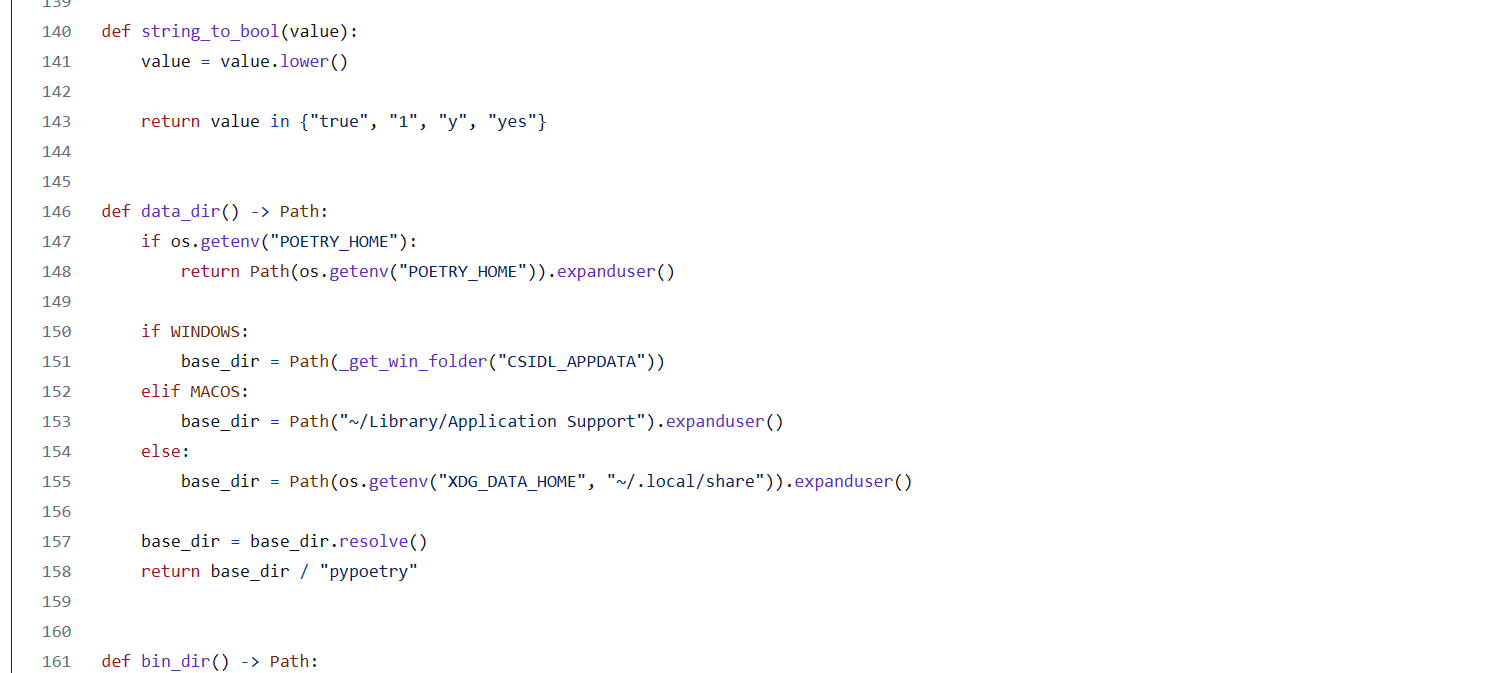 139
140 def string_to_bool(value):
141     value = value.lower()
142
143     return value in {"true", "1", "y", "yes"}
144
145
146 def data_dir() -> Path:
147     if os.getenv("POETRY_HOME"):
148         return Path(os.getenv("POETRY_HOME")).expanduser()
149
150     if WINDOWS:
151         base_dir = Path(_get_win_folder("CSIDL_APPDATA"))
152     elif MACOS:
153         base_dir = Path("~/Library/Application Support").expanduser()
154     else:
155         base_dir = Path(os.getenv("XDG_DATA_HOME", "~/.local/share")).expanduser()
156
157     base_dir = base_dir.resolve()
158     return base_dir / "pypoetry"
159
160
161 def bin_dir() -> Path: